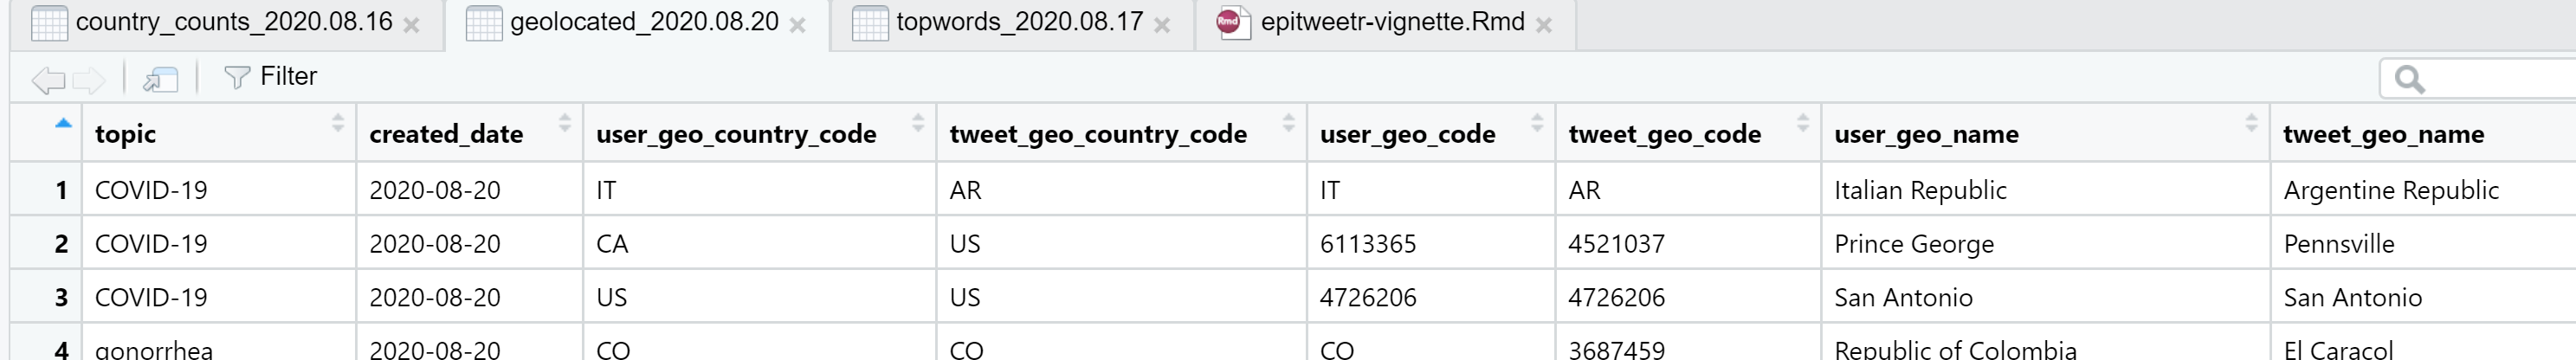 country_counts_2020.08.16 geolocated_2020.08.20 topwords_2020.08.17 Rmd epitweetr-vignette.Rmd
Filter
topic created_date user_geo_country_code tweet_geo_country_code user_geo_code tweet_geo_code user_geo_name tweet_geo_name
1 COVID-19 2020-08-20 IT AR IT AR Italian Republic Argentine Republic
2 COVID-19 2020-08-20 CA US 6113365 4521037 Prince George Pennsville
3 COVID-19 2020-08-20 US US 4726206 4726206 San Antonio San Antonio
4 gonorrhea 2020-08-20 CO CO CO 3687459 Republic of Colombia El Caracol